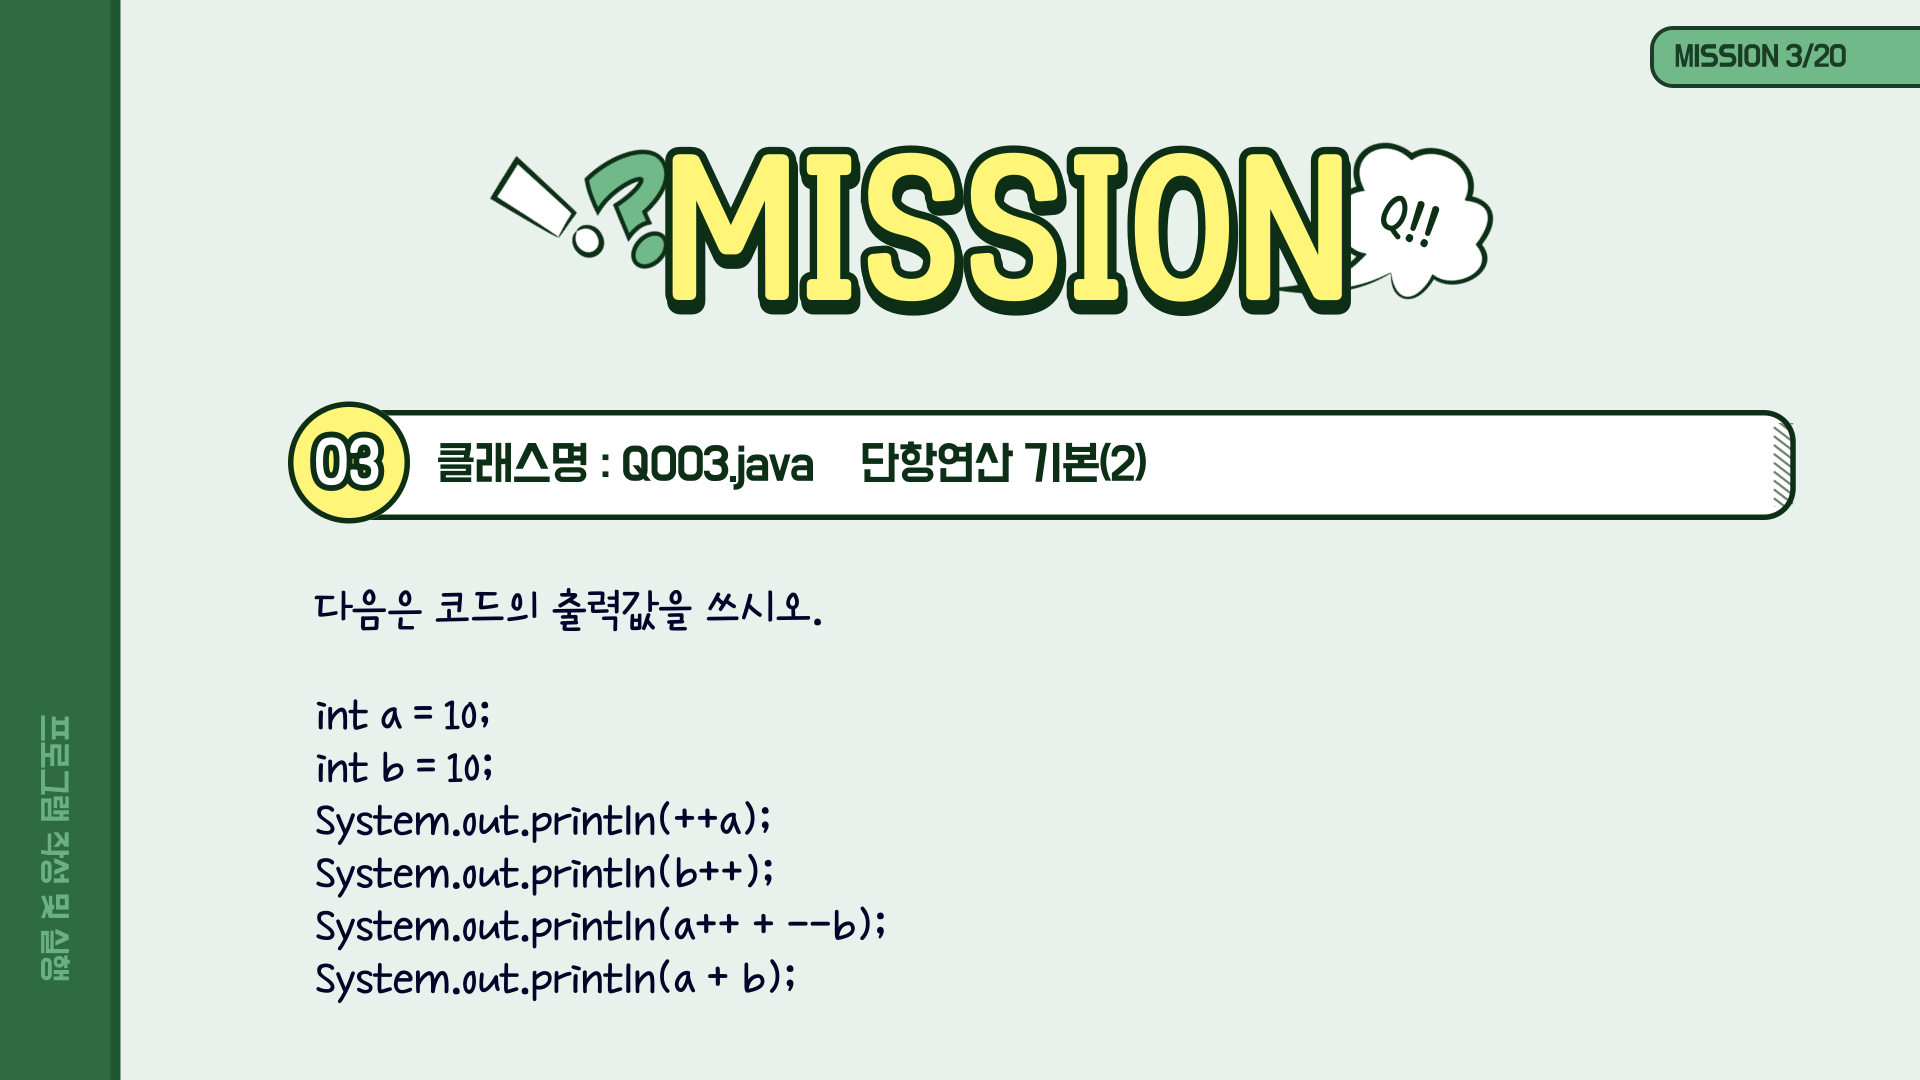 MISSION 3/20
!?MISSION
Q!!
03
클래스명 : Q003.java 단항연산 기본(2)
다음은 코드의 출력값을 쓰시오.
int a = 10;
int b = 10;
System.out.println(++a);
System.out.println(b++);
System.out.println(a++ + --b);
System.out.println(a + b);
프로그램 작성 및 실행